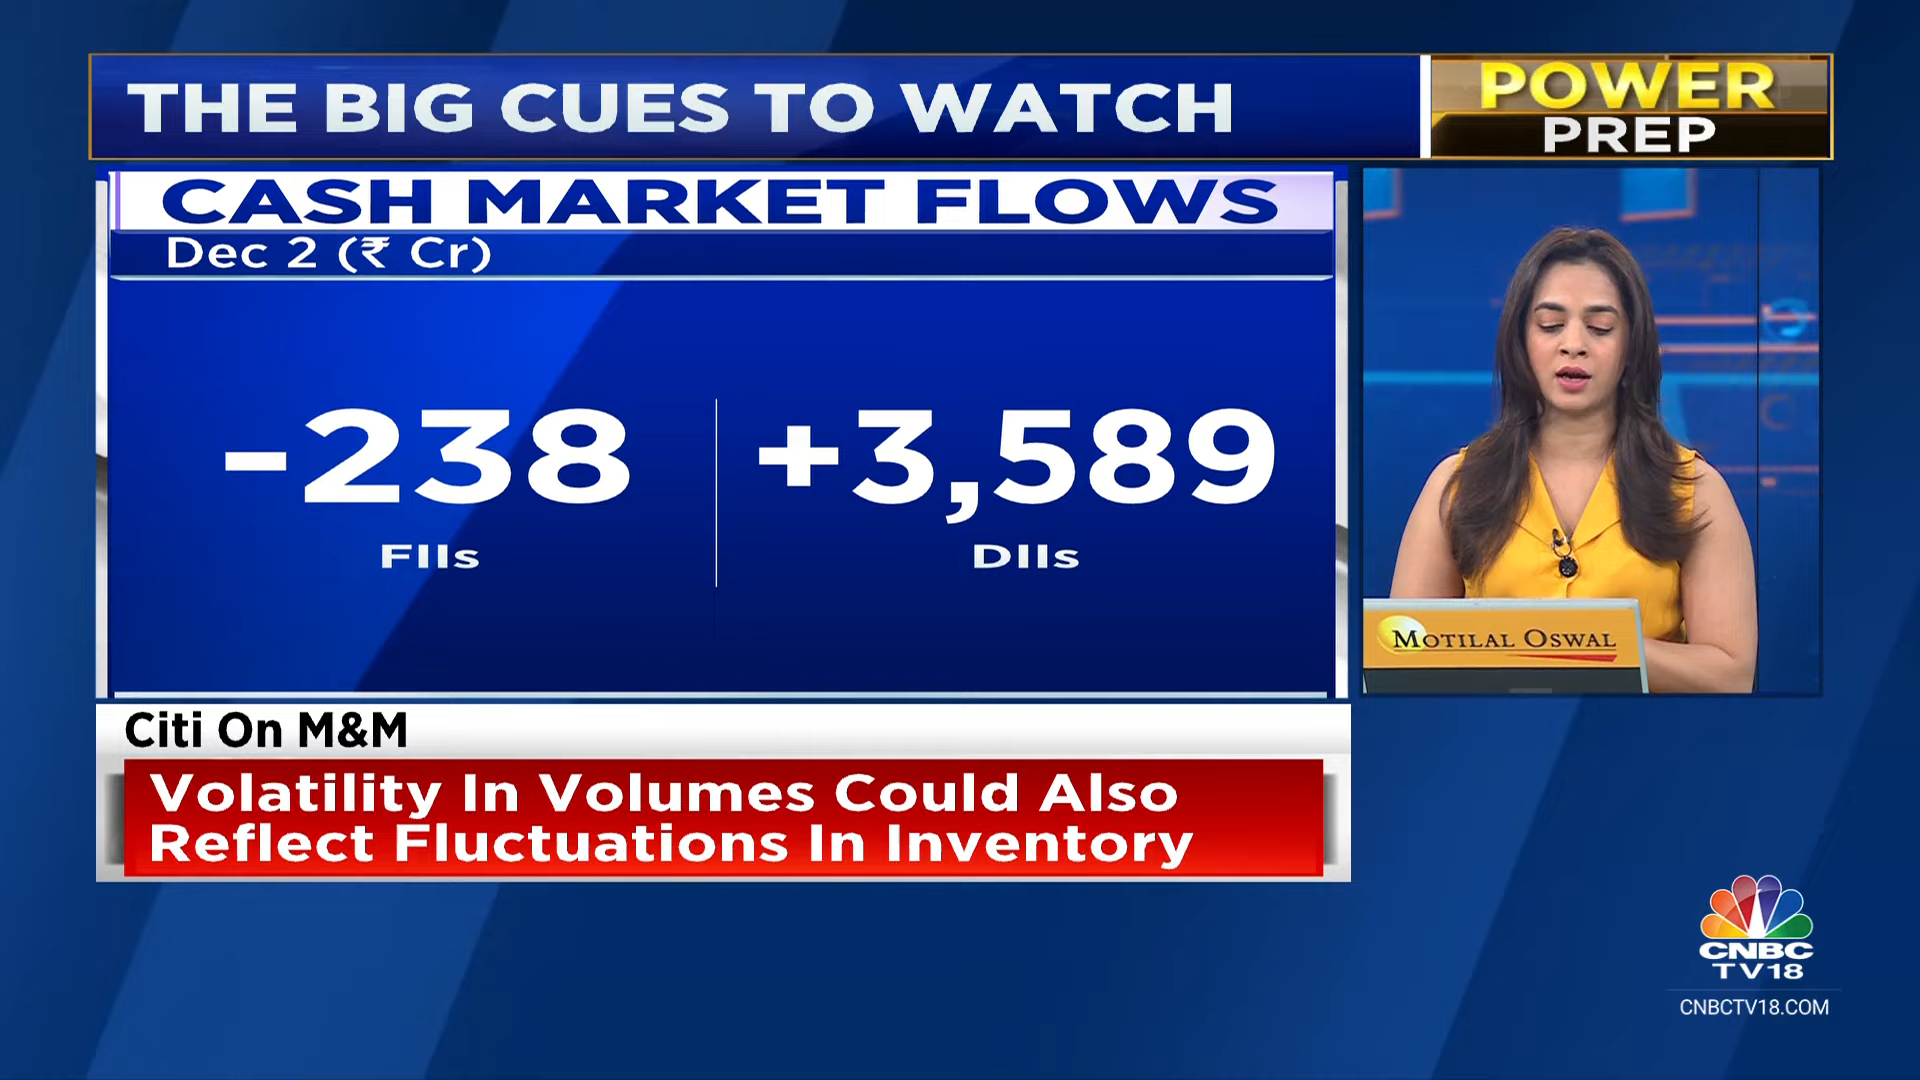 THE BIG CUES TO WATCH
POWER
PREP
CASH MARKET FLOWS
Dec 2 (₹ Cr)
-238
FIIs
+3,589
DIIs
MOTILAL OSWAL
Citi On M&M
Volatility In Volumes Could Also
Reflect Fluctuations In Inventory
CNBC
TV18
CNBCTV18.COM